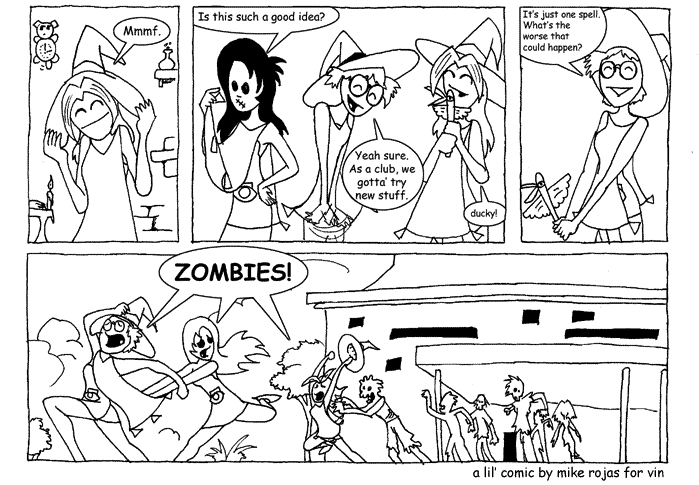 Mmmf.
Is this such a good idea?
Yeah sure.
As a club, we
gotta' try
new stuff.
ducky!
It's just one spell.
What's the
worse that
could happen?
ZOMBIES!
a lil' comic by mike rojas for vin